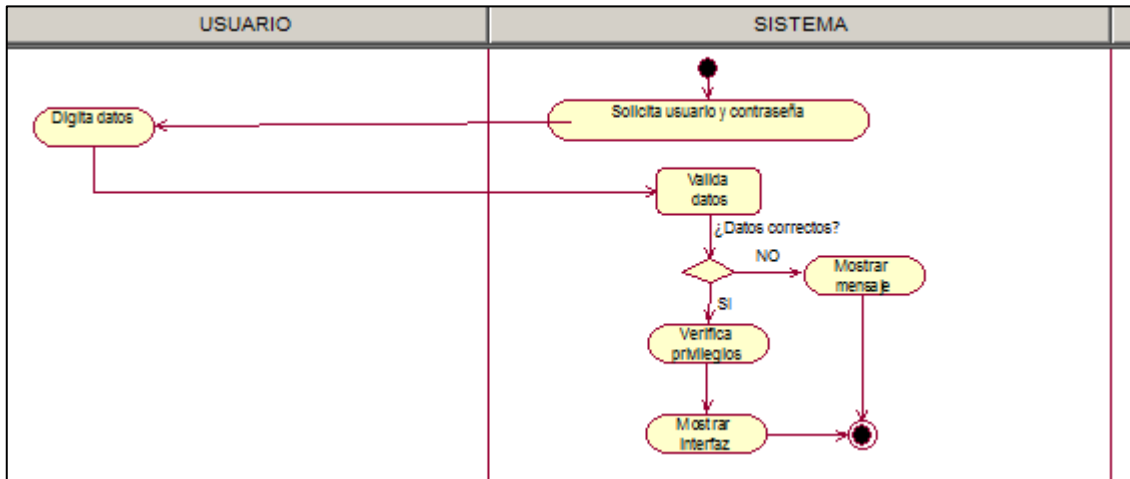 USUARIO
SISTEMA
Digita datos
Solicita usuario y contraseña
Valida
datos
¿Datos correctos?
NO
Mostrar
mensaje
SI
Verifica
privilegios
Mostrar
interfaz